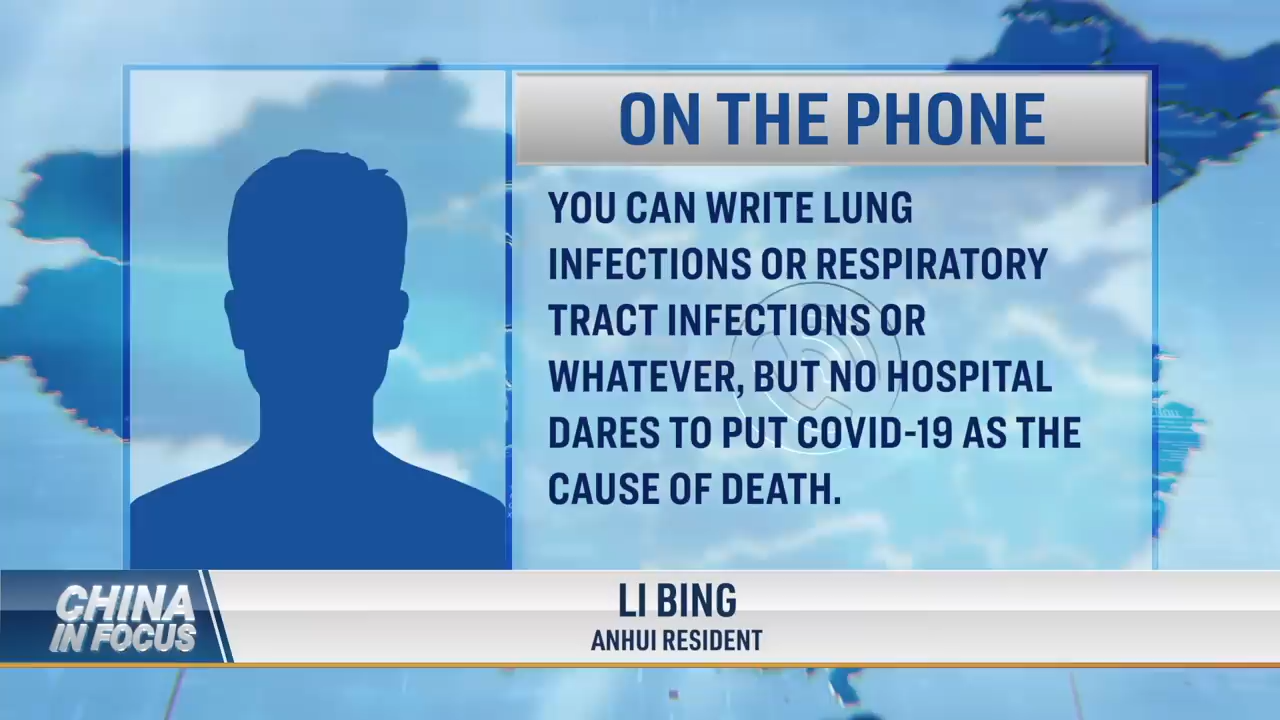 ON THE PHONE
YOU CAN WRITE LUNG
INFECTIONS OR RESPIRATORY
TRACT INFECTIONS OR
WHATEVER, BUT NO HOSPITAL
DARES TO PUT COVID-19 AS THE
CAUSE OF DEATH.
LI BING
ANHUI RESIDENT
CHINA
IN FOCUS